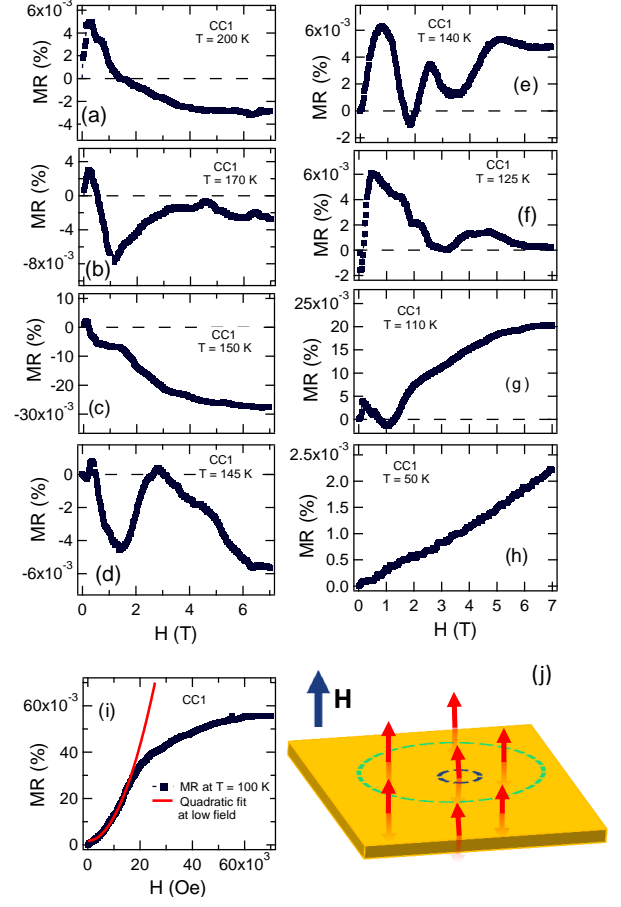 6x10⁻³
4
2
0
-2
-4
MR (%)
CC1
T = 200 K
(a)
4
0
-4
-8x10⁻³
MR (%)
CC1
T = 170 K
(b)
10
0
-10
-20
-30x10⁻³
MR (%)
CC1
T = 150 K
(c)
0
-2
-4
-6x10⁻³
MR (%)
CC1
T = 145 K
(d)
0
2
4
6
H (T)
6x10⁻³
4
2
0
-2
MR (%)
CC1
T = 140 K
(e)
6x10⁻³
4
2
0
-2
MR (%)
CC1
T = 125 K
(f)
25x10⁻³
20
15
10
5
0
MR (%)
CC1
T = 110 K
(g)
2.5x10⁻³
2.0
1.5
1.0
0.5
0.0
MR (%)
CC1
T = 50 K
(h)
0
1
2
3
4
5
6
7
H (T)
60x10⁻³
40
20
0
MR (%)
(i)
CC1
MR at T = 100 K
Quadratic fit
at low field
0
20
40
60x10³
H (Oe)
(j)
H